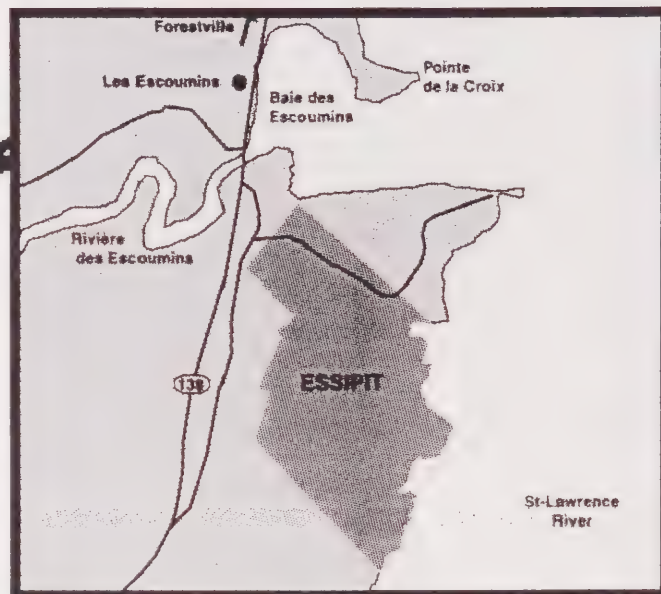 Forestville
Les Escoumins
Pointe
de la Croix
Baie des
Escoumins
Rivière
des Escoumins
138
ESSIPIT
St-Lawrence
River